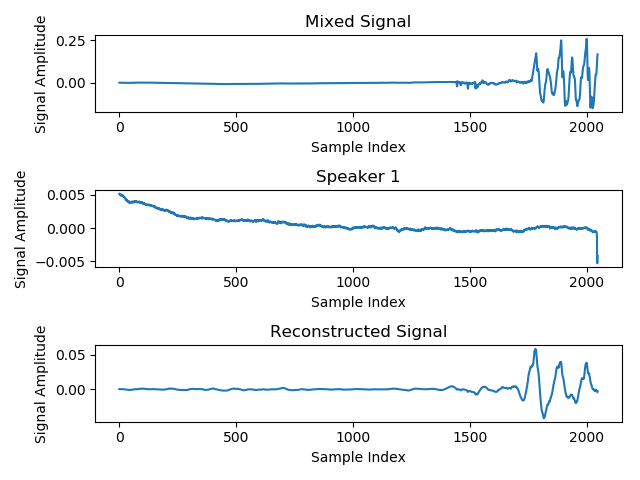 Mixed Signal
Signal Amplitude
0.25
0.00
0 500 1000 1500 2000
Sample Index
Speaker 1
Signal Amplitude
0.005
0.000
−0.005
0 500 1000 1500 2000
Sample Index
Reconstructed Signal
Signal Amplitude
0.05
0.00
0 500 1000 1500 2000
Sample Index